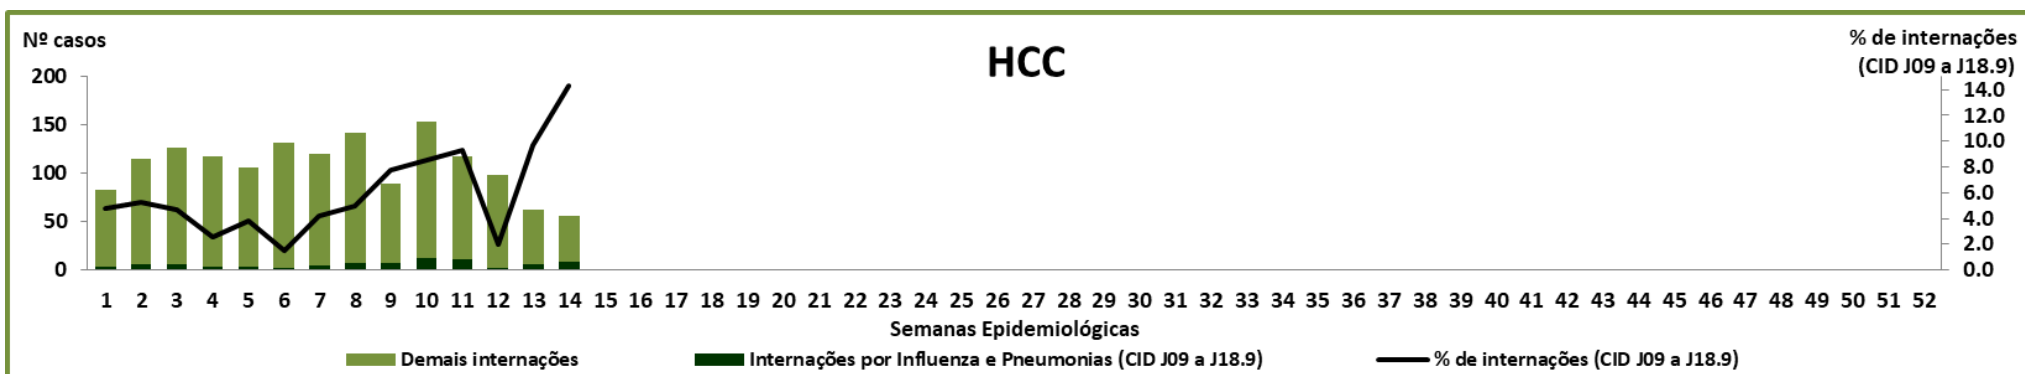 Nº casos
HCC
% de internações
(CID J09 a J18.9)
200
150
100
50
0
14.0
12.0
10.0
8.0
6.0
4.0
2.0
0.0
1 2 3 4 5 6 7 8 9 10 11 12 13 14 15 16 17 18 19 20 21 22 23 24 25 26 27 28 29 30 31 32 33 34 35 36 37 38 39 40 41 42 43 44 45 46 47 48 49 50 51 52
Semanas Epidemiológicas
Demais internações
Internações por Influenza e Pneumonias (CID J09 a J18.9)
% de internações (CID J09 a J18.9)